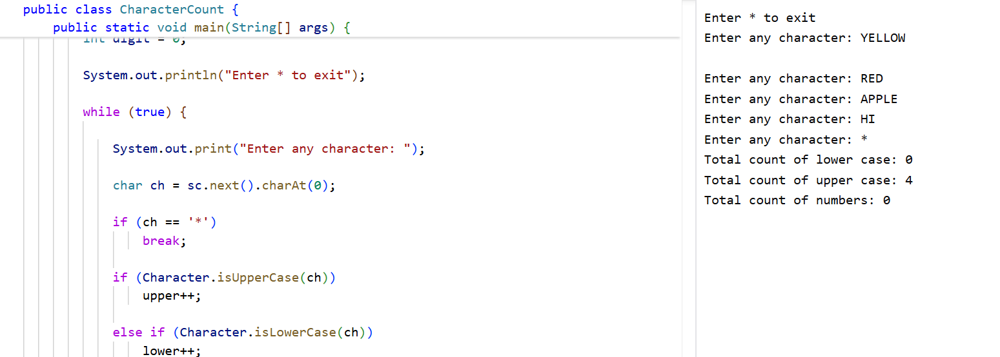 public class CharacterCount {
public static void main(String[] args) {
int digit = 0;
System.out.println("Enter * to exit");
while (true) {
System.out.print("Enter any character: ");
char ch = sc.next().charAt(0);
if (ch == '*')
break;
if (Character.isUpperCase(ch))
upper++;
else if (Character.isLowerCase(ch))
lower++;
Enter * to exit
Enter any character: YELLOW
Enter any character: RED
Enter any character: APPLE
Enter any character: HI
Enter any character: *
Total count of lower case: 0
Total count of upper case: 4
Total count of numbers: 0